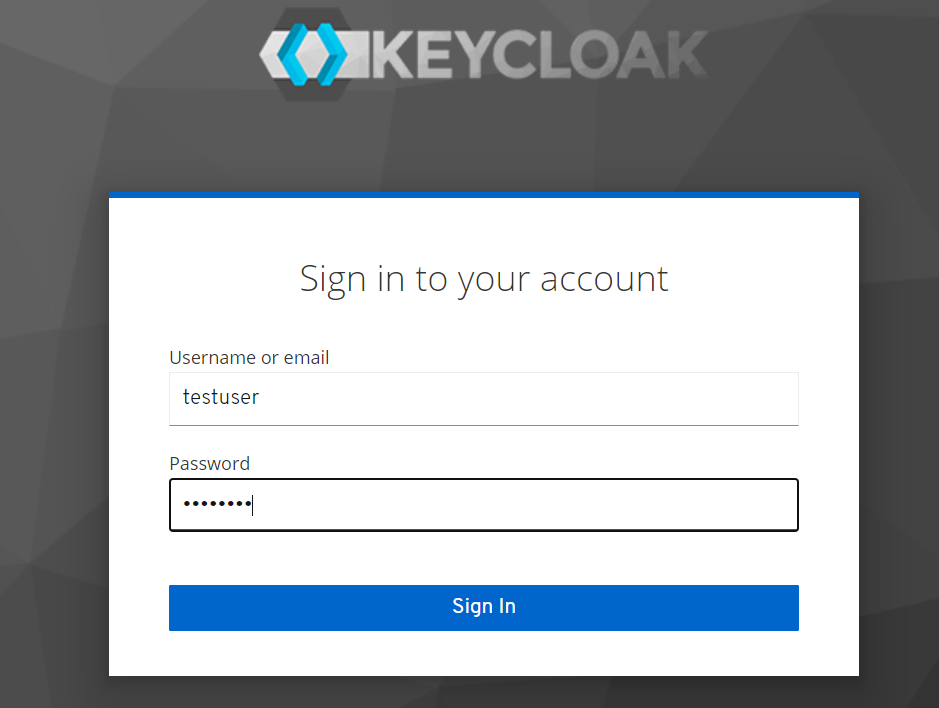 KEYCLOAK
Sign in to your account
Username or email
testuser
Password
••••••••
Sign In